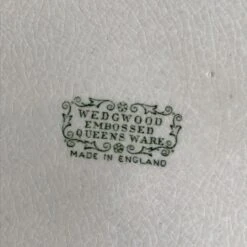 WEDGWOOD
EMBOSSED
QUEENS WARE
MADE IN ENGLAND